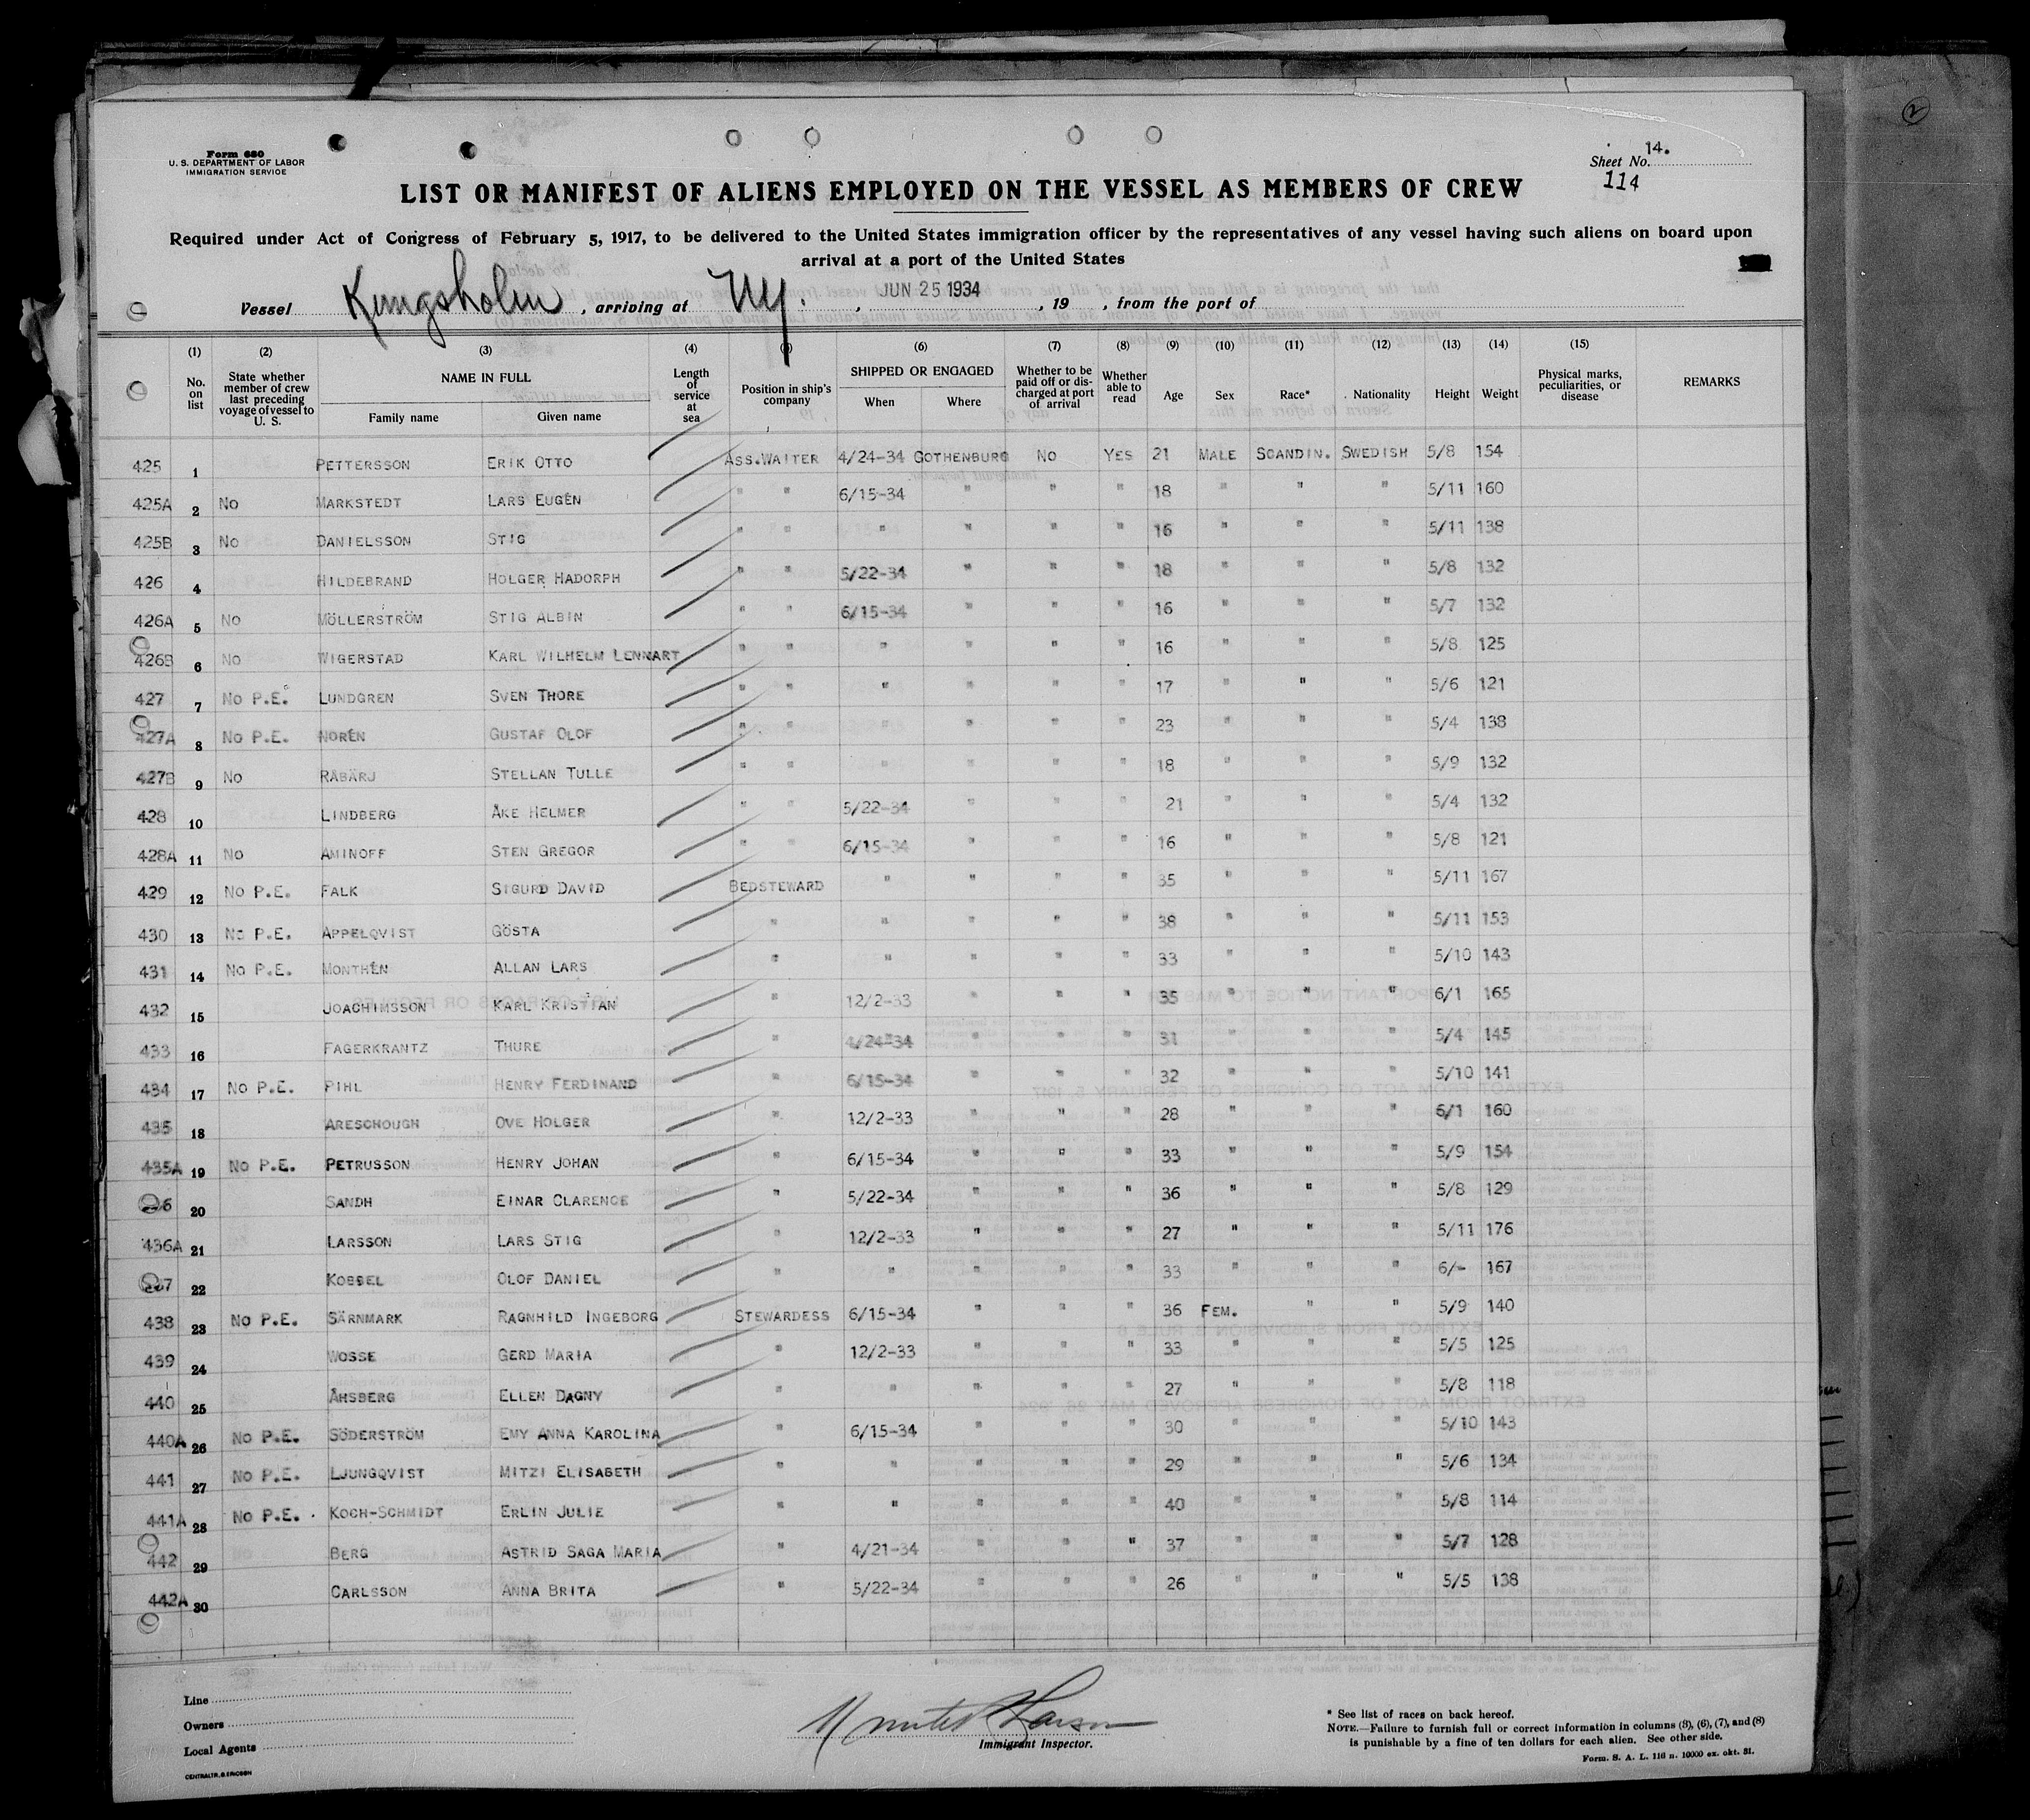 Form 680
U. S. DEPARTMENT OF LABOR
IMMIGRATION SERVICE
14.
Sheet No.
114
2
LIST OR MANIFEST OF ALIENS EMPLOYED ON THE VESSEL AS MEMBERS OF CREW
Required under Act of Congress of February 5, 1917, to be delivered to the United States immigration officer by the representatives of any vessel having such aliens on board upon
arrival at a port of the United States
Vessel Kungsholm, arriving at NY., JUN 25 1934, 19 , from the port of
(1) (2) (3) (4) (6) (7) (8) (9) (10) (11) (12) (13) (14) (15)
No. on list
State whether member of crew last preceding voyage of vessel to U. S.
NAME IN FULL
Family name
Given name
Length of service at sea
Position in ship's company
SHIPPED OR ENGAGED
When
Where
Whether to be paid off or discharged at port of arrival
Whether able to read
Age
Sex
Race*
Nationality
Height
Weight
Physical marks, peculiarities, or disease
REMARKS
425 1 PETTERSSON ERIK OTTO ASS.WAITER 4/24-34 GOTHENBURG NO YES 21 MALE SCANDIN. SWEDISH 5/8 154
425A 2 NO MARKSTEDT LARS EUGÉN " " 6/15-34 " " " 18 " " " 5/11 160
425B 3 NO DANIELSSON STIG " " " " " " 16 " " " 5/11 138
426 4 HILDEBRAND HOLGER HADORPH " " 5/22-34 " " " 18 " " " 5/8 132
426A 5 NO MÖLLERSTRÖM STIG ALBIN " " 6/15-34 " " " 16 " " " 5/7 132
426B 6 NO WIGERSTAD KARL WILHELM LENNART " " " " " " 16 " " " 5/8 125
427 7 NO P.E. LUNDGREN SVEN THORE " " " " " " 17 " " " 5/6 121
427A 8 NO P.E. NORÉN GUSTAF OLOF " " " " " " 23 " " " 5/4 138
427B 9 NO RÅBÄRJ STELLAN TULLE " " " " " " 18 " " " 5/9 132
428 10 LINDBERG ÅKE HELMER " " 5/22-34 " " " 21 " " " 5/4 132
428A 11 NO AMINOFF STEN GREGOR " " 6/15-34 " " " 16 " " " 5/8 121
429 12 NO P.E. FALK SIGURD DAVID BEDSTEWARD " " " " 35 " " " 5/11 167
430 13 NO P.E. APPELQVIST GÖSTA " " " " " 38 " " " 5/11 153
431 14 NO P.E. MONTHÉN ALLAN LARS " " " " " 33 " " " 5/10 143
432 15 JOACHIMSSON KARL KRISTIAN " 12/2-33 " " " 35 " " " 6/1 165
433 16 FAGERKRANTZ THURE " 4/24-34 " " " 31 " " " 5/4 145
434 17 NO P.E. PIHL HENRY FERDINAND " 6/15-34 " " " 32 " " " 5/10 141
435 18 ARESCHOUGH OVE HOLGER " 12/2-33 " " " 28 " " " 6/1 160
435A 19 NO P.E. PETRUSSON HENRY JOHAN " 6/15-34 " " " 33 " " " 5/9 154
20 SANDH EINAR CLARENCE " 5/22-34 " " " 36 " " " 5/8 129
436A 21 LARSSON LARS STIG " 12/2-33 " " " 27 " " " 5/11 176
22 KOSSEL OLOF DANIEL " " " " " 33 " " " 6/- 167
438 23 NO P.E. SÄRNMARK RAGNHILD INGEBORG STEWARDESS 6/15-34 " " " 36 FEM. " " 5/9 140
439 24 WOSSE GERD MARIA " 12/2-33 " " " 33 " " " 5/5 125
440 25 ÅHSBERG ELLEN DAGNY " " " " " 27 " " " 5/8 118
440A 26 NO P.E. SÖDERSTRÖM EMY ANNA KAROLINA " 6/15-34 " " " 30 " " " 5/10 143
441 27 NO P.E. LJUNGQVIST MITZI ELISABETH " " " " " 29 " " " 5/6 134
441A 28 NO P.E. KOCH-SCHMIDT ERLIN JULIE " " " " " 40 " " " 5/8 114
442 29 BERG ASTRID SAGA MARIA " 4/21-34 " " " 37 " " " 5/7 128
442A 30 CARLSSON ANNA BRITA " 5/22-34 " " " 26 " " " 5/5 138
Line
Owners
Local Agents
CENTRALTR. G. ERICSON
Immigrant Inspector.
* See list of races on back hereof.
NOTE.—Failure to furnish full or correct information in columns (3), (6), (7), and (8)
is punishable by a fine of ten dollars for each alien. See other side.
Form. S. A. L. 116 n. 10000 ex. okt. 31.